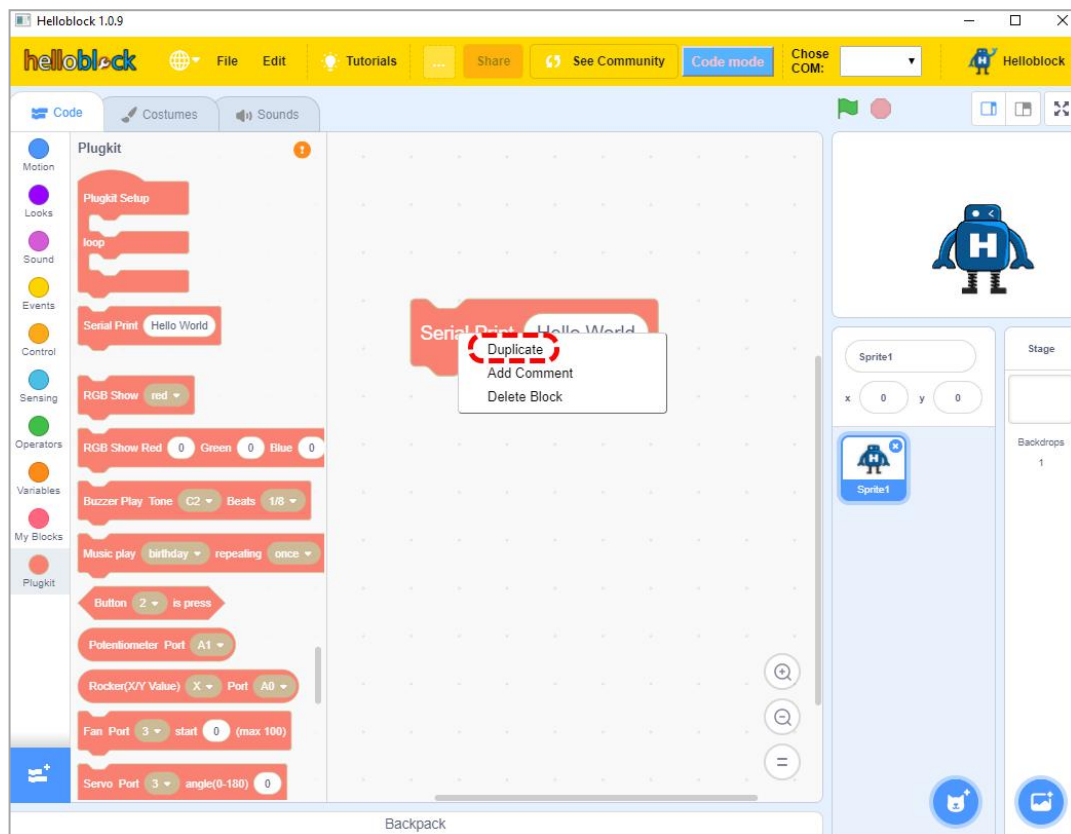 Helloblock 1.0.9
helloblock File Edit Tutorials ... Share See Community Code mode Chose COM: Helloblock
Code Costumes Sounds
Motion
Looks
Sound
Events
Control
Sensing
Operators
Variables
My Blocks
Plugkit
Plugkit
Plugkit Setup
loop
Serial Print Hello World
RGB Show red
RGB Show Red 0 Green 0 Blue 0
Buzzer Play Tone C2 Beats 1/8
Music play birthday repeating once
Button 2 is press
Potentiometer Port A1
Rocker(X/Y Value) X Port A0
Fan Port 3 start 0 (max 100)
Servo Port 3 angle(0-180) 0
Serial Print Hello World
Duplicate
Add Comment
Delete Block
H
Sprite1
x 0 y 0
H
Sprite1
Stage
Backdrops
1
Backpack